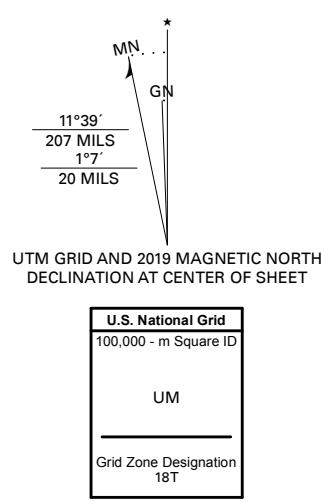 ★
MN
GN
11°39´
207 MILS
1°7´
20 MILS
UTM GRID AND 2019 MAGNETIC NORTH
DECLINATION AT CENTER OF SHEET
U.S. National Grid
100,000 - m Square ID
UM
Grid Zone Designation
18T